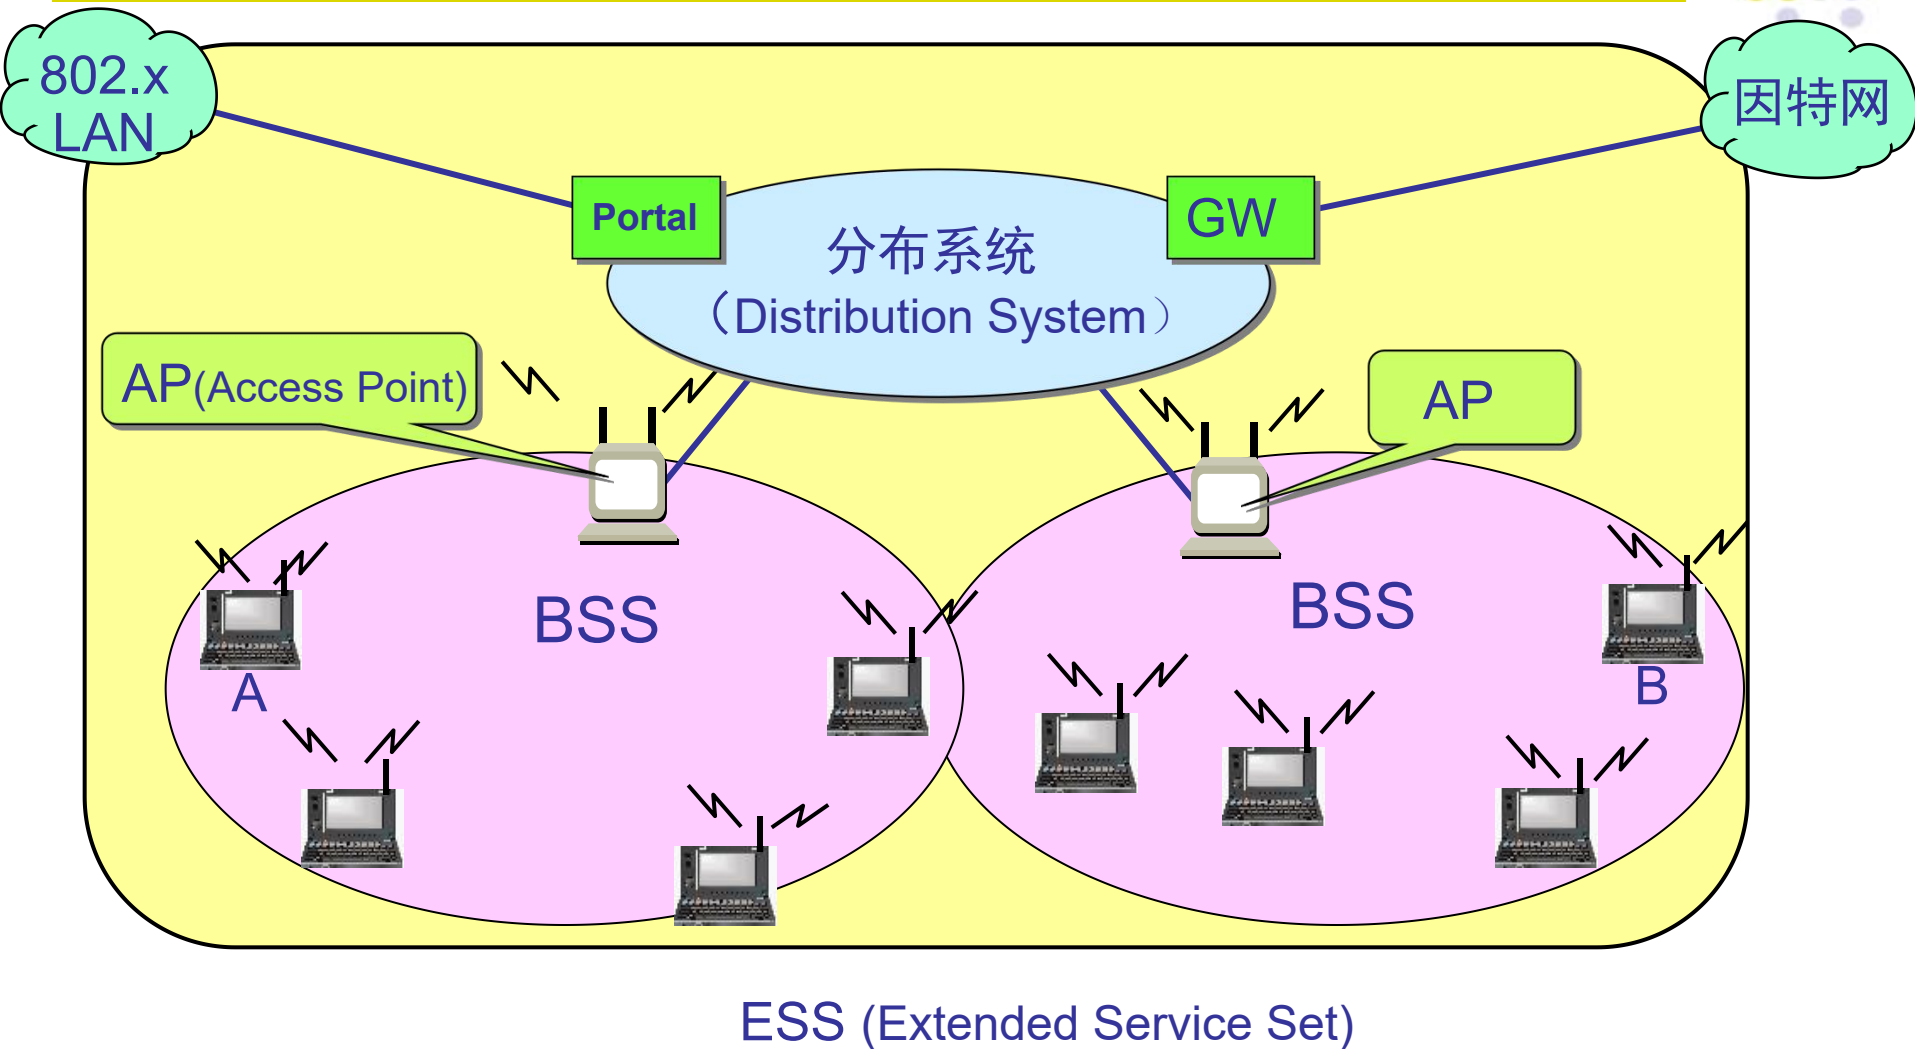 802.x
LAN
因特网
Portal
GW
分布系统
（Distribution System）
AP(Access Point)
AP
BSS
BSS
A
B
ESS (Extended Service Set)